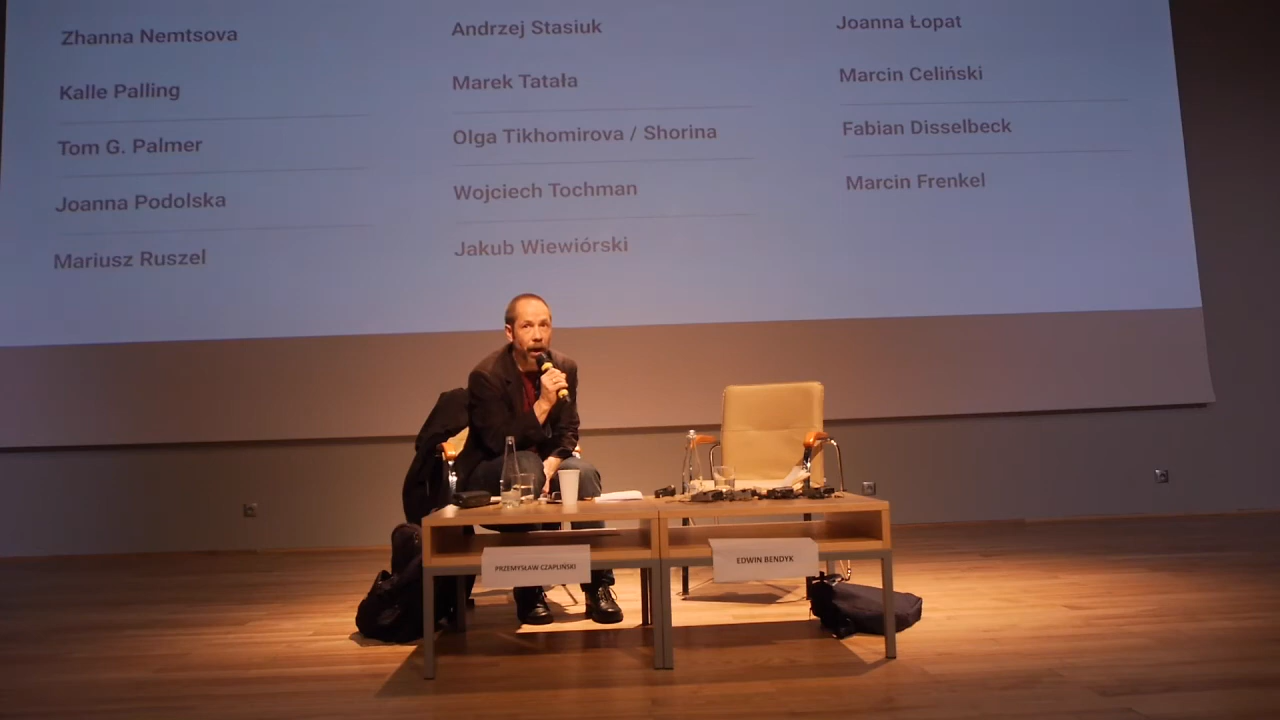 Zhanna Nemtsova
Kalle Palling
Tom G. Palmer
Joanna Podolska
Mariusz Ruszel
Andrzej Stasiuk
Marek Tatała
Olga Tikhomirova / Shorina
Wojciech Tochman
Jakub Wiewiórski
Joanna Łopat
Marcin Celiński
Fabian Disselbeck
Marcin Frenkel
PRZEMYSŁAW CZAPLIŃSKI
EDWIN BENDYK